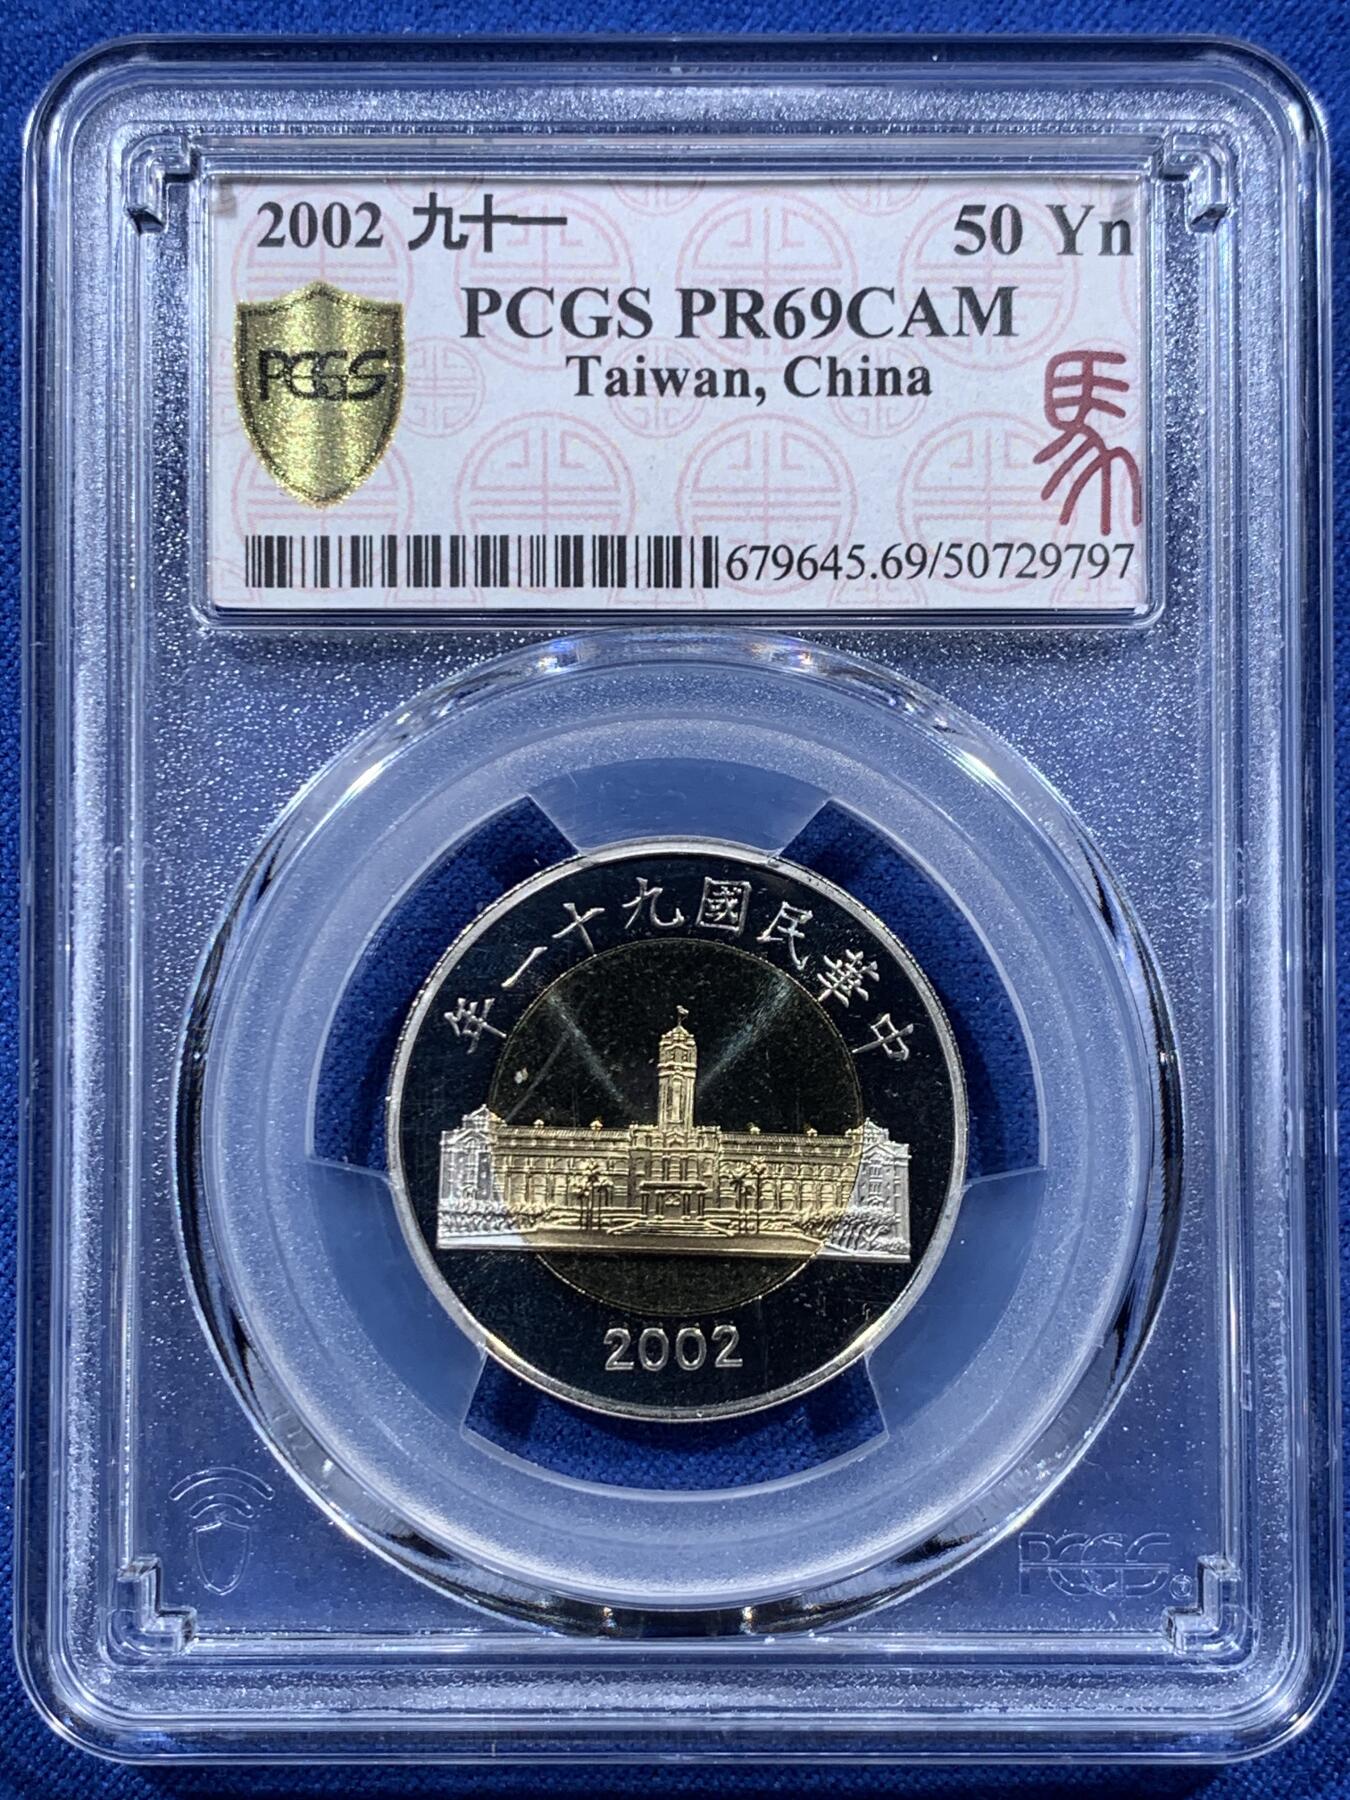 2002 九十一 50 Yn
PCGS PR69CAM
Taiwan, China
PCGS
馬
679645.69/50729797
年一十九國民華中
2002
PCGS